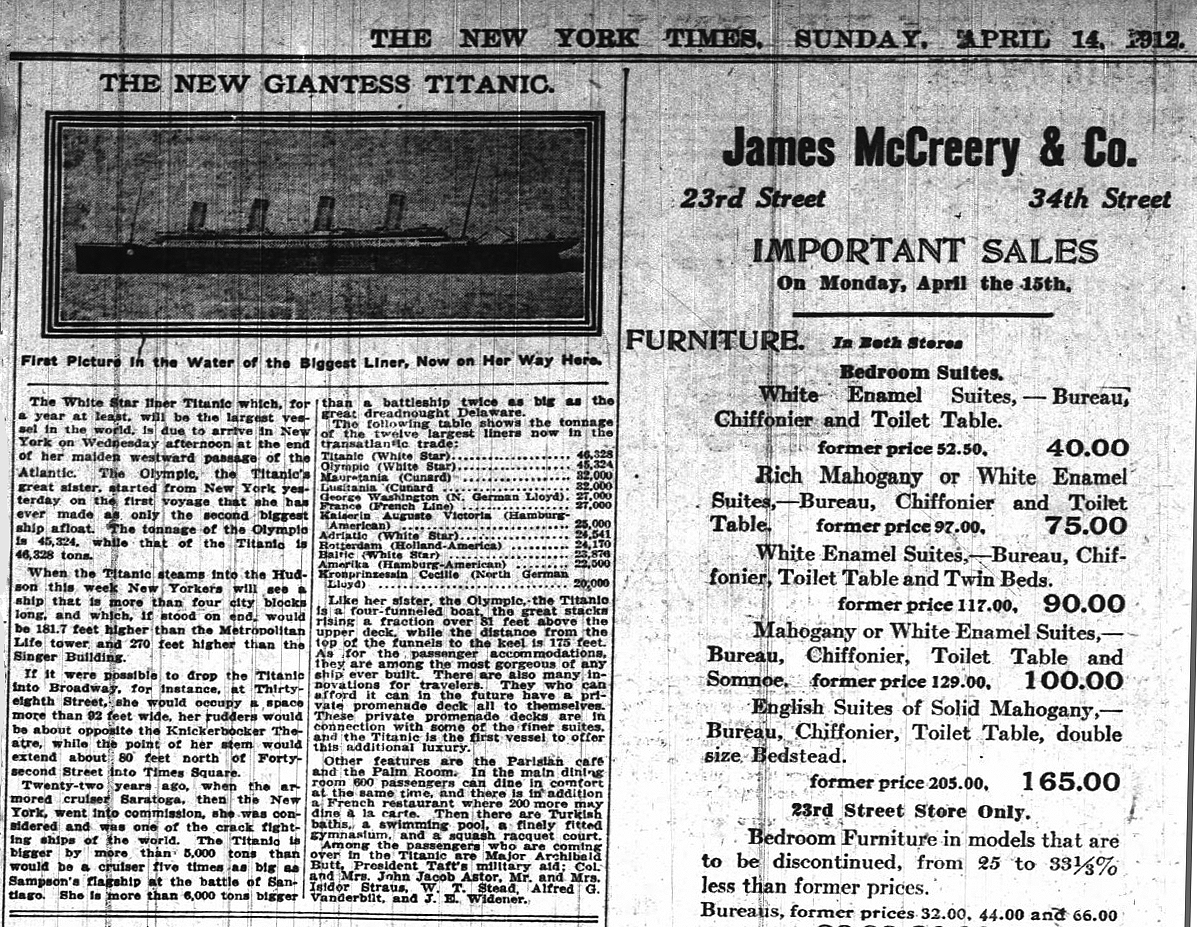 THE NEW YORK TIMES, SUNDAY, APRIL 14, 1912.
THE NEW GIANTESS TITANIC.
First Picture in the Water of the Biggest Liner, Now on Her Way Here.
The White Star liner Titanic which, for
a year at least, will be the largest ves-
sel in the world, is due to arrive in New
York on Wednesday afternoon at the end
of her maiden westward passage of the
Atlantic. The Olympic, the Titanic's
great sister, started from New York yes-
terday on the first voyage that she has
ever made as only the second biggest
ship afloat. The tonnage of the Olympic
is 45,324, while that of the Titanic is
46,328 tons.
When the Titanic steams into the Hud-
son this week New Yorkers will see a
ship that is more than four city blocks
long, and which, if stood on end, would
be 181.7 feet higher than the Metropolitan
Life tower and 270 feet higher than the
Singer Building.
If it were possible to drop the Titanic
into Broadway, for instance, at Thirty-
eighth Street, she would occupy a space
more than 92 feet wide, her rudders would
be about opposite the Knickerbocker The-
atre, while the point of her stem would
extend about 80 feet north of Forty-
second Street into Times Square.
Twenty-two years ago, when the ar-
mored cruiser Saratoga, then the New
York, went into commission, she was con-
sidered and was one of the crack fight-
ing ships of the world. The Titanic is
bigger by more than 5,000 tons than
would be a cruiser five times as big as
Sampson's flagship at the battle of San-
tiago. She is more than 6,000 tons bigger
than a battleship twice as big as the
great dreadnought Delaware.
The following table shows the tonnage
of the twelve largest liners now in the
transatlantic trade:
Titanic (White Star)........................ 46,328
Olympic (White Star)........................ 45,324
Mauretania (Cunard) ........................ 32,000
Lusitania (Cunard ........................ 32,000
George Washington (N. German Lloyd). 27,000
France (French Line) ........................ 27,000
Kaiserin Auguste Victoria (Hamburg-
American) ........................ 25,000
Adriatic (White Star) ........................ 24,541
Rotterdam (Holland-America) ............ 24,170
Baltic (White Star) ........................ 23,876
Amerika (Hamburg-American) ......... 22,500
Kronprinzessin Cecilie (North German
Lloyd) ........................ 20,000
Like her sister, the Olympic, the Titanic
is a four-funneled boat, the great stacks
rising a fraction over 81 feet above the
upper deck, while the distance from the
top of the funnels to the keel is 175 feet.
As for the passenger accommodations,
they are among the most gorgeous of any
ship ever built. There are also many in-
novations for travelers. They who can
afford it can in the future have a pri-
vate promenade deck all to themselves.
These private promenade decks are in
connection with some of the finer suites,
and the Titanic is the first vessel to offer
this additional luxury.
Other features are the Parisian café
and the Palm Room. In the main dining
room 600 passengers can dine in comfort
at the same time, and there is in addition
a French restaurant where 200 more may
dine à la carte. Then there are Turkish
baths, a swimming pool, a finely fitted
gymnasium, and a squash racquet court.
Among the passengers who are coming
over in the Titanic are Major Archibald
Butt, President Taft's military aid; Col.
and Mrs. John Jacob Astor, Mr. and Mrs.
Isidor Straus, W. T. Stead, Alfred G.
Vanderbilt, and J. E. Widener.
James McCreery & Co.
23rd Street 34th Street
IMPORTANT SALES
On Monday, April the 15th.
FURNITURE. In Both Stores
Bedroom Suites.
White Enamel Suites, — Bureau,
Chiffonier and Toilet Table.
former price 52.50, 40.00
Rich Mahogany or White Enamel
Suites,—Bureau, Chiffonier and Toilet
Table. former price 97.00, 75.00
White Enamel Suites,—Bureau, Chif-
fonier, Toilet Table and Twin Beds.
former price 117.00, 90.00
Mahogany or White Enamel Suites,—
Bureau, Chiffonier, Toilet Table and
Somnoe. former price 129.00, 100.00
English Suites of Solid Mahogany,—
Bureau, Chiffonier, Toilet Table, double
size Bedstead.
former price 205.00, 165.00
23rd Street Store Only.
Bedroom Furniture in models that are
to be discontinued, from 25 to 33⅓%
less than former prices.
Bureaus, former prices 32.00, 44.00 and 66.00